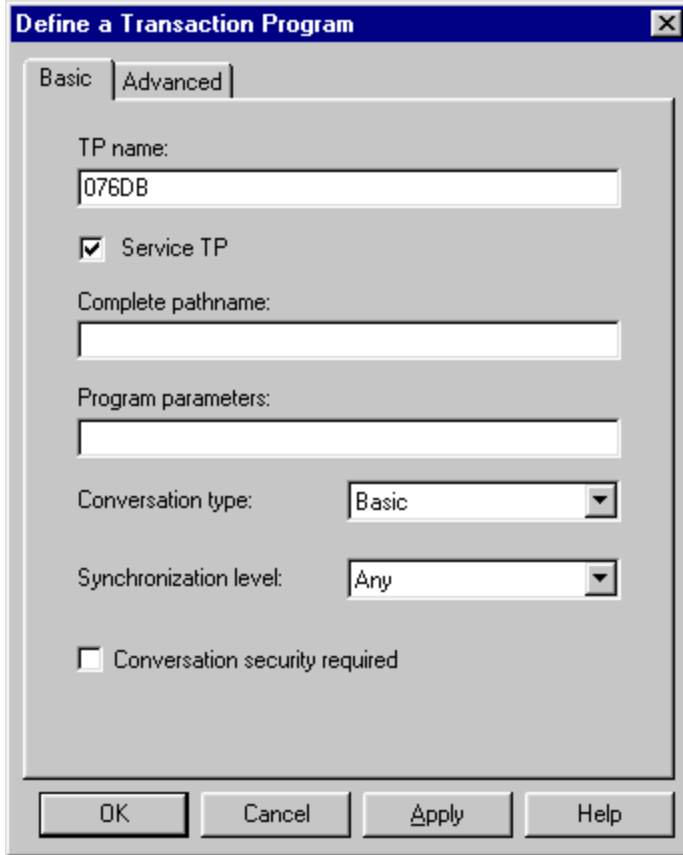 Define a Transaction Program
Basic Advanced
TP name:
076DB
Service TP
Complete pathname:
Program parameters:
Conversation type: Basic
Synchronization level: Any
Conversation security required
OK Cancel Apply Help